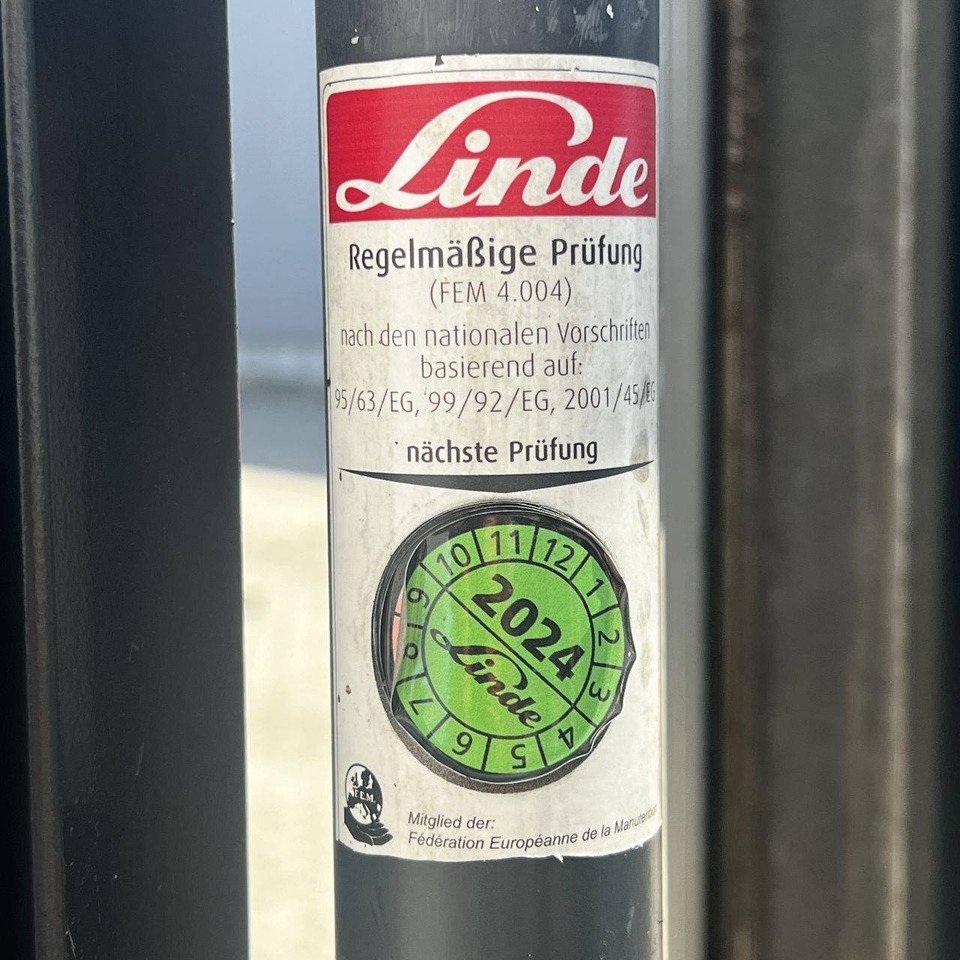 Linde
Regelmäßige Prüfung
(FEM 4.004)
nach den nationalen Vorschriften
basierend auf:
95/63/EG, 99/92/EG, 2001/45/EG
nächste Prüfung
10 11 12 1 2 3 4 5 6 7 8 9
2024
Linde
F.E.M.
Mitglied der:
Fédération Européanne de la